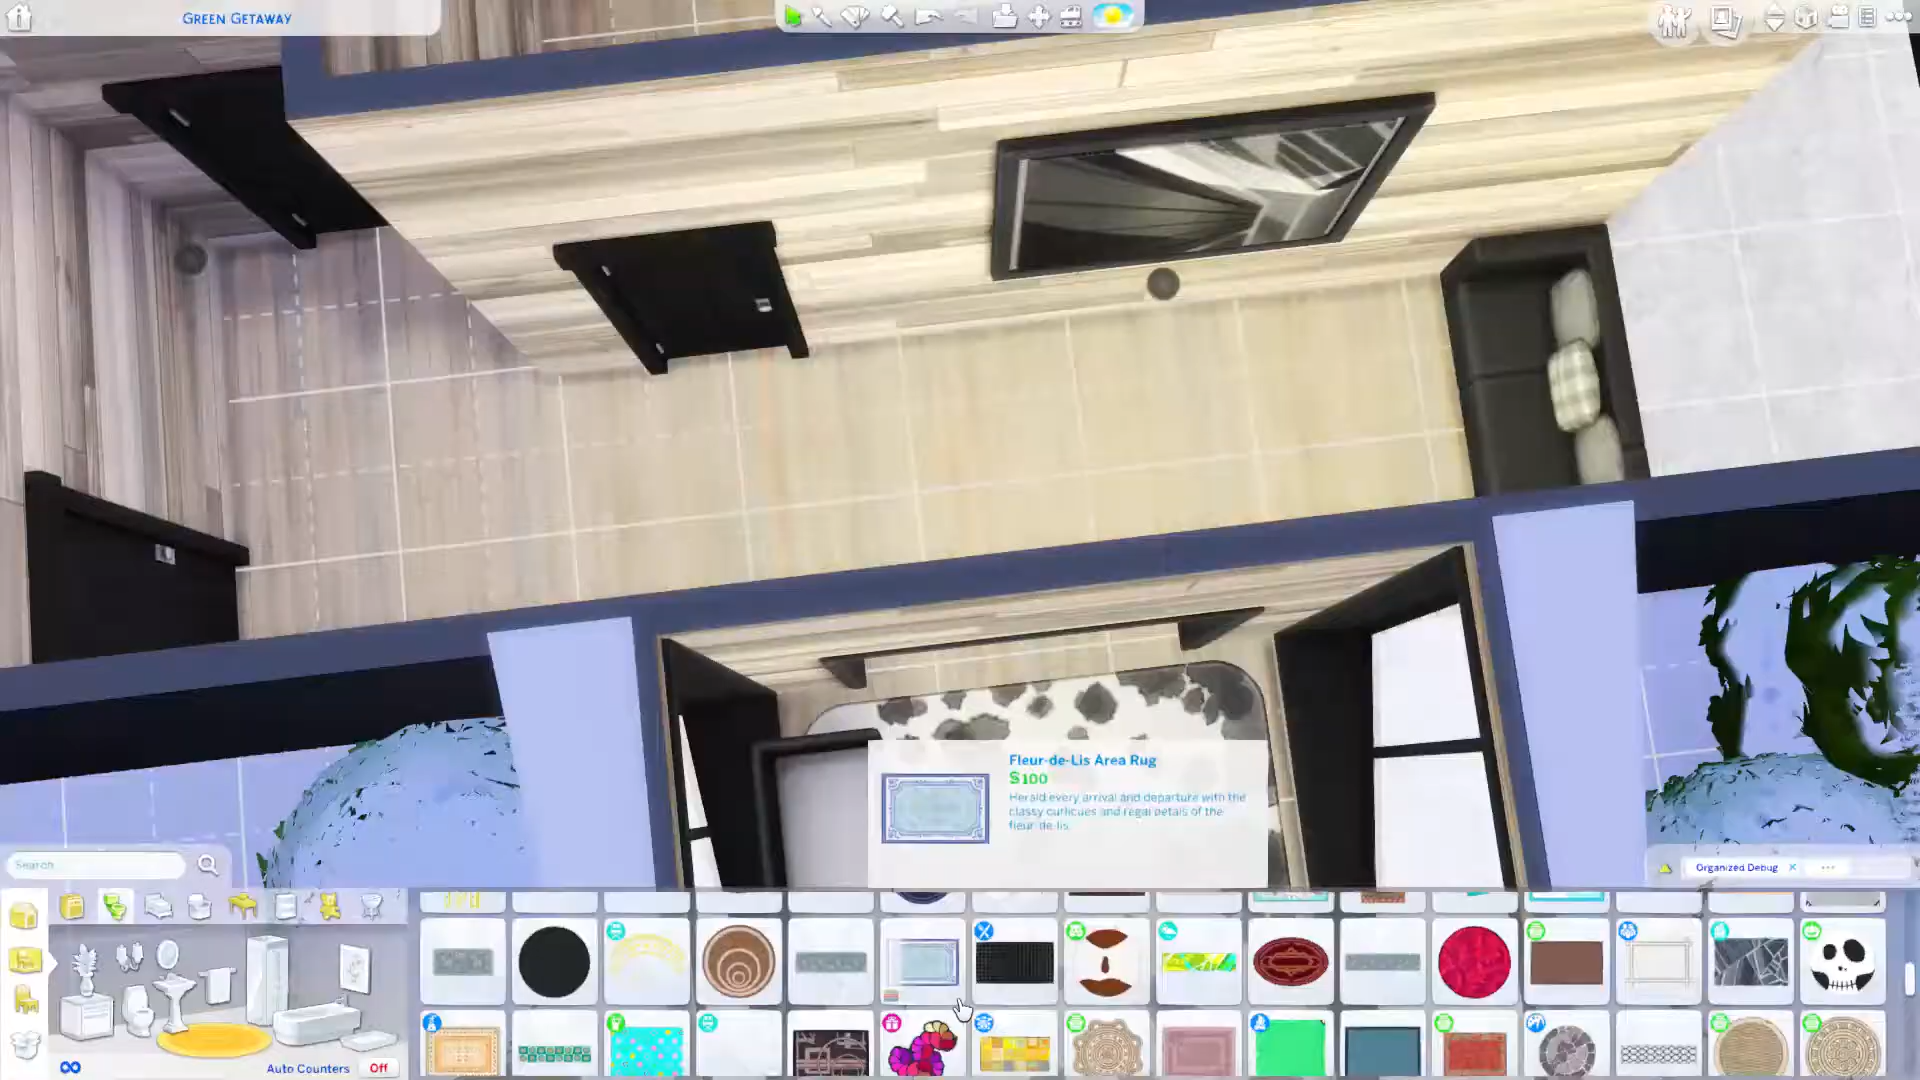 GREEN GETAWAY
Fleur-de-Lis Area Rug
§100
Herald every arrival and departure with the
classy curlicues and regal petals of the
fleur-de-lis.
Search
Organized Debug
Auto Counters Off